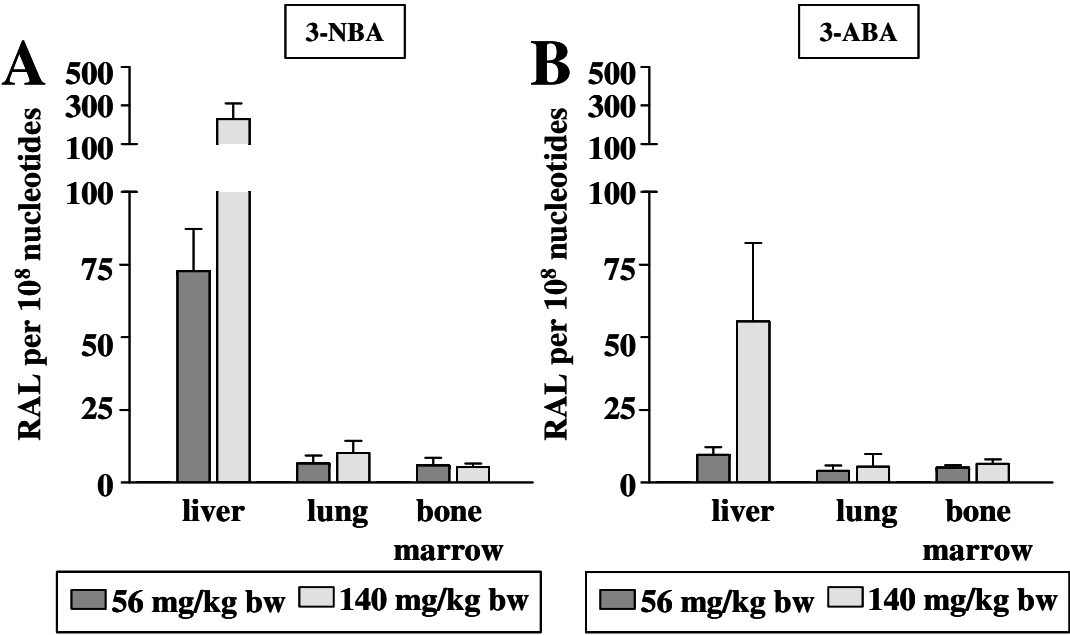 3-NBA
A
RAL per 10⁸ nucleotides
500
300
100
100
75
50
25
0
liver
lung
bone
marrow
56 mg/kg bw
140 mg/kg bw
3-ABA
B
RAL per 10⁸ nucleotides
500
300
100
100
75
50
25
0
liver
lung
bone
marrow
56 mg/kg bw
140 mg/kg bw